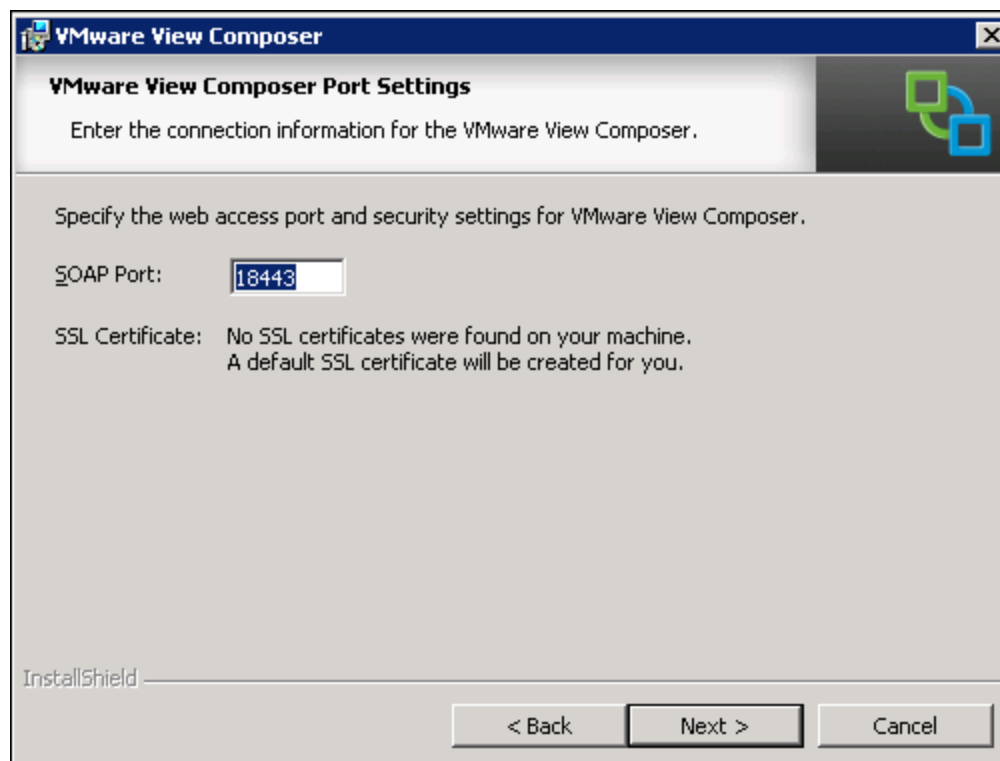 VMware View Composer
VMware View Composer Port Settings
Enter the connection information for the VMware View Composer.
Specify the web access port and security settings for VMware View Composer.
SOAP Port: 18443
SSL Certificate: No SSL certificates were found on your machine.
A default SSL certificate will be created for you.
InstallShield
< Back Next > Cancel